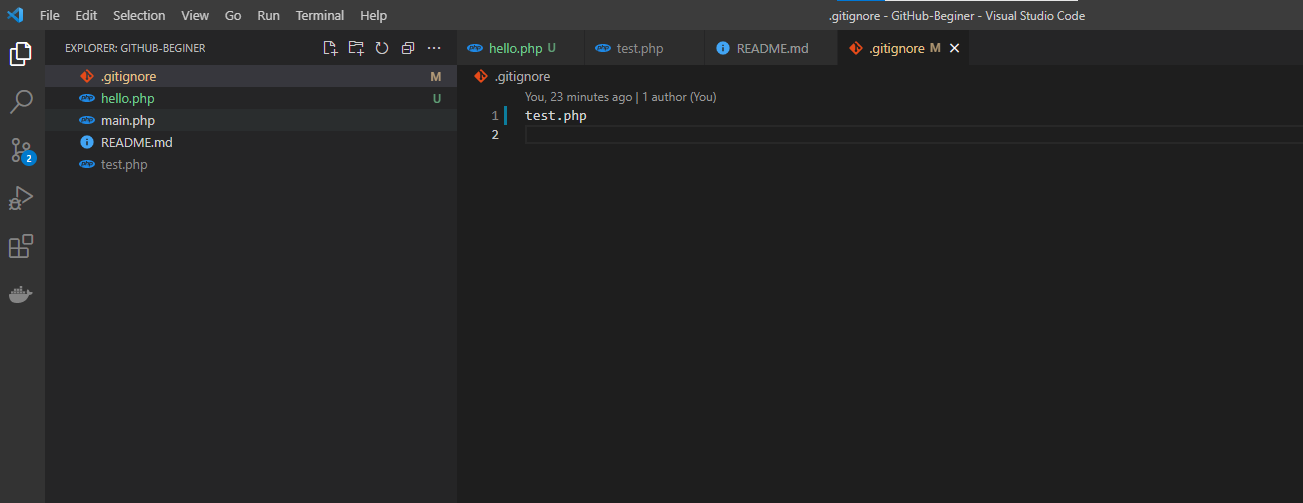 File Edit Selection View Go Run Terminal Help .gitignore - GitHub-Beginer - Visual Studio Code
EXPLORER: GITHUB-BEGINER
.gitignore M
hello.php U
main.php
README.md
test.php
2
hello.php U test.php README.md .gitignore M
.gitignore
You, 23 minutes ago | 1 author (You)
1 test.php
2